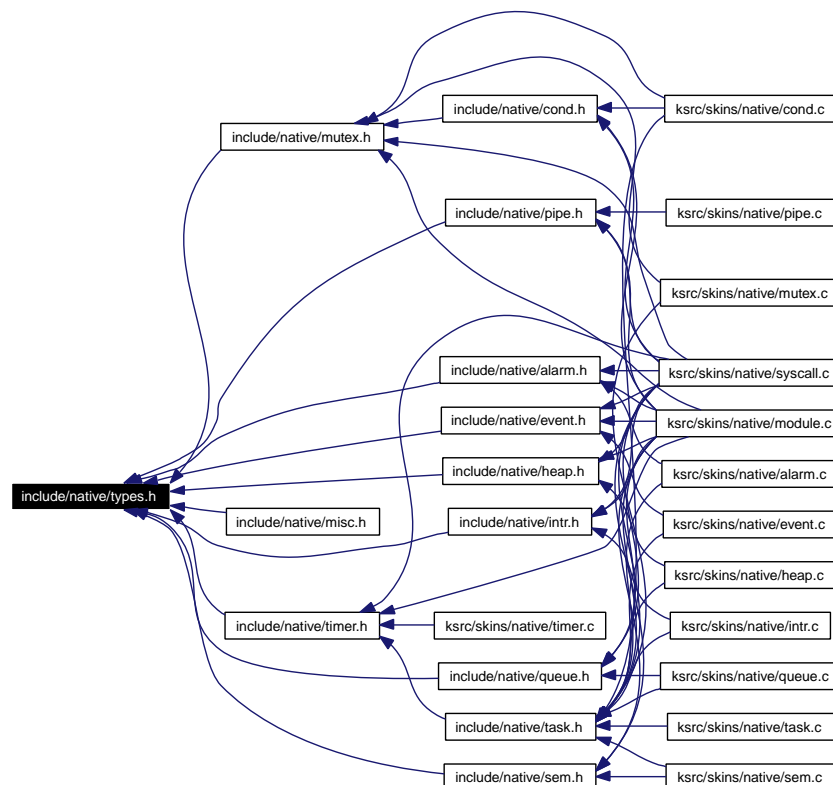 include/native/cond.h
ksrc/skins/native/cond.c
include/native/mutex.h
include/native/pipe.h
ksrc/skins/native/pipe.c
ksrc/skins/native/mutex.c
include/native/alarm.h
ksrc/skins/native/syscall.c
include/native/event.h
ksrc/skins/native/module.c
include/native/heap.h
ksrc/skins/native/alarm.c
include/native/types.h
include/native/misc.h
include/native/intr.h
ksrc/skins/native/event.c
ksrc/skins/native/heap.c
include/native/timer.h
ksrc/skins/native/timer.c
ksrc/skins/native/intr.c
include/native/queue.h
ksrc/skins/native/queue.c
include/native/task.h
ksrc/skins/native/task.c
include/native/sem.h
ksrc/skins/native/sem.c